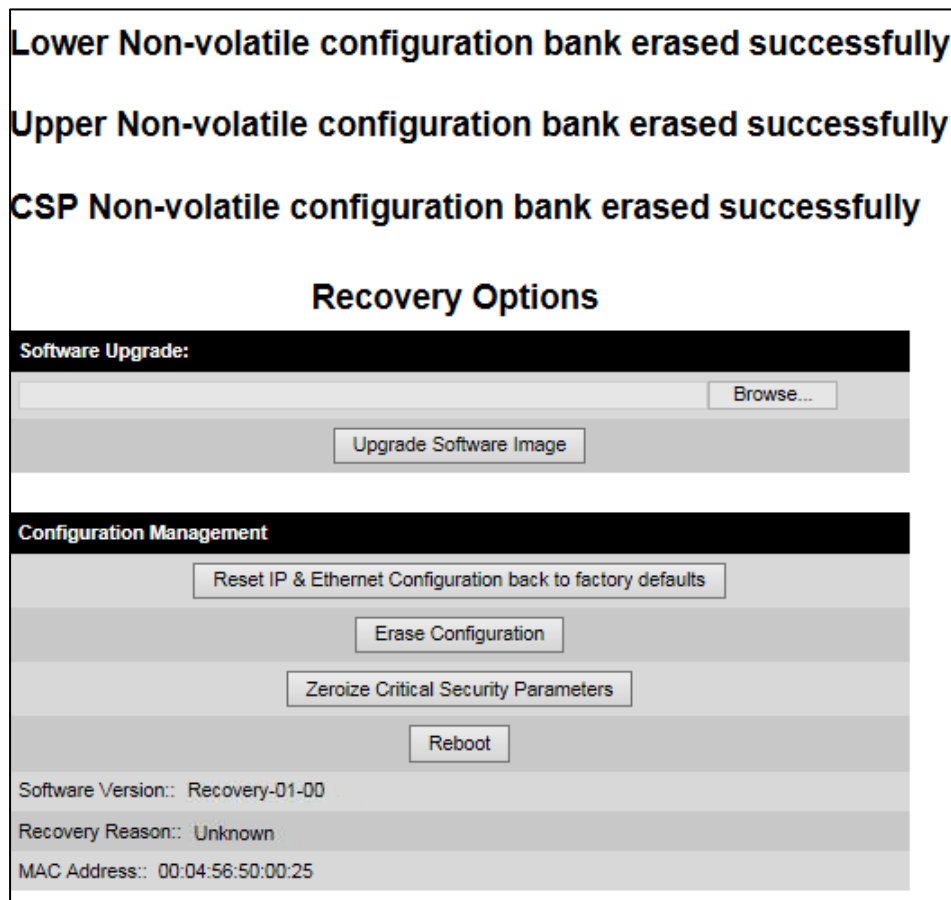 Lower Non-volatile configuration bank erased successfully
Upper Non-volatile configuration bank erased successfully
CSP Non-volatile configuration bank erased successfully
Recovery Options
Software Upgrade:
Browse...
Upgrade Software Image
Configuration Management
Reset IP & Ethernet Configuration back to factory defaults
Erase Configuration
Zeroize Critical Security Parameters
Reboot
Software Version:: Recovery-01-00
Recovery Reason:: Unknown
MAC Address:: 00:04:56:50:00:25